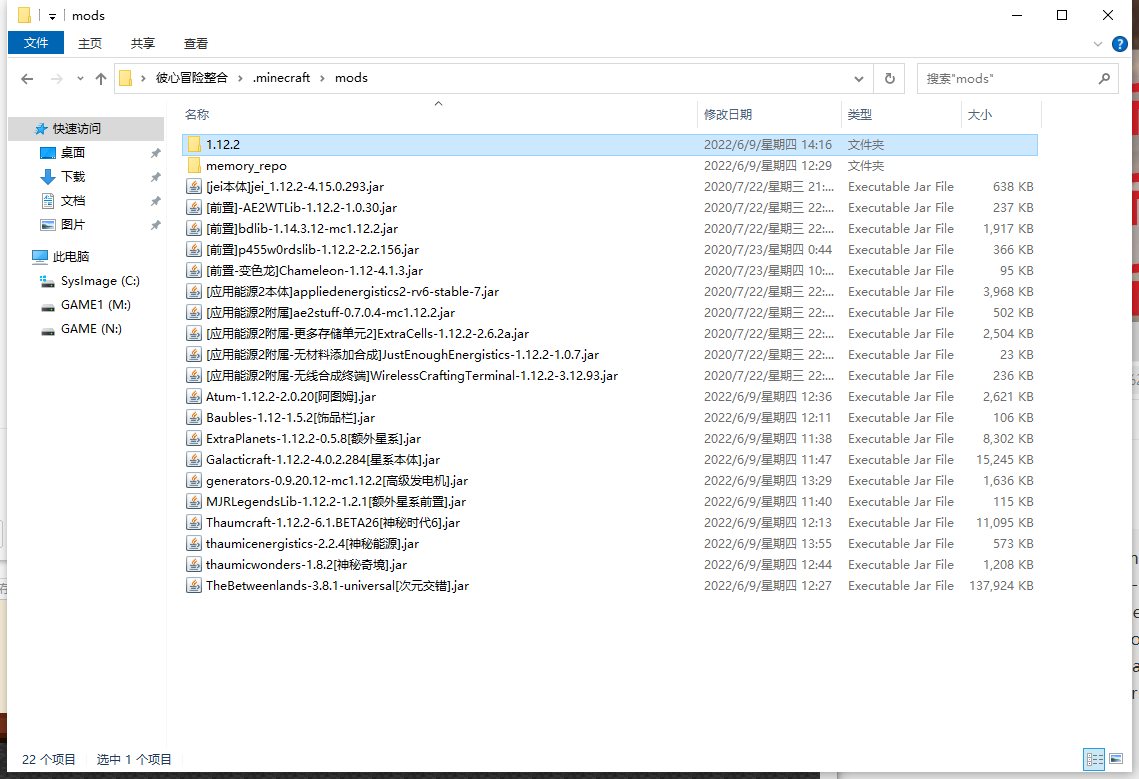 mods
文件 主页 共享 查看
彼心冒险整合 .minecraft mods 搜索"mods"
名称 修改日期 类型 大小
快速访问
桌面
下载
文档
图片
此电脑
SysImage (C:)
GAME1 (M:)
GAME (N:)
1.12.2 2022/6/9/星期四 14:16 文件夹
memory_repo 2022/6/9/星期四 12:29 文件夹
[jei本体]jei_1.12.2-4.15.0.293.jar 2020/7/22/星期三 21:... Executable Jar File 638 KB
[前置]-AE2WTLib-1.12.2-1.0.30.jar 2020/7/22/星期三 22:... Executable Jar File 237 KB
[前置]bdlib-1.14.3.12-mc1.12.2.jar 2020/7/22/星期三 22:... Executable Jar File 1,917 KB
[前置]p455w0rdslib-1.12.2-2.2.156.jar 2020/7/23/星期四 0:44 Executable Jar File 366 KB
[前置-变色龙]Chameleon-1.12-4.1.3.jar 2020/7/23/星期四 10:... Executable Jar File 95 KB
[应用能源2本体]appliedenergistics2-rv6-stable-7.jar 2020/7/22/星期三 22:... Executable Jar File 3,968 KB
[应用能源2附属]ae2stuff-0.7.0.4-mc1.12.2.jar 2020/7/22/星期三 22:... Executable Jar File 502 KB
[应用能源2附属-更多存储单元2]ExtraCells-1.12.2-2.6.2a.jar 2020/7/22/星期三 22:... Executable Jar File 2,504 KB
[应用能源2附属-无材料添加合成]JustEnoughEnergistics-1.12.2-1.0.7.jar 2020/7/22/星期三 22:... Executable Jar File 23 KB
[应用能源2附属-无线合成终端]WirelessCraftingTerminal-1.12.2-3.12.93.jar 2020/7/22/星期三 22:... Executable Jar File 236 KB
Atum-1.12.2-2.0.20[阿图姆].jar 2022/6/9/星期四 12:36 Executable Jar File 2,621 KB
Baubles-1.12-1.5.2[饰品栏].jar 2022/6/9/星期四 12:11 Executable Jar File 106 KB
ExtraPlanets-1.12.2-0.5.8[额外星系].jar 2022/6/9/星期四 11:38 Executable Jar File 8,302 KB
Galacticraft-1.12.2-4.0.2.284[星系本体].jar 2022/6/9/星期四 11:47 Executable Jar File 15,245 KB
generators-0.9.20.12-mc1.12.2[高级发电机].jar 2022/6/9/星期四 13:29 Executable Jar File 1,636 KB
MJRLegendsLib-1.12.2-1.2.1[额外星系前置].jar 2022/6/9/星期四 11:40 Executable Jar File 115 KB
Thaumcraft-1.12.2-6.1.BETA26[神秘时代6].jar 2022/6/9/星期四 12:13 Executable Jar File 11,095 KB
thaumicenergistics-2.2.4[神秘能源].jar 2022/6/9/星期四 13:55 Executable Jar File 573 KB
thaumicwonders-1.8.2[神秘奇境].jar 2022/6/9/星期四 12:44 Executable Jar File 1,208 KB
TheBetweenlands-3.8.1-universal[次元交错].jar 2022/6/9/星期四 12:27 Executable Jar File 137,924 KB
22 个项目 选中 1 个项目